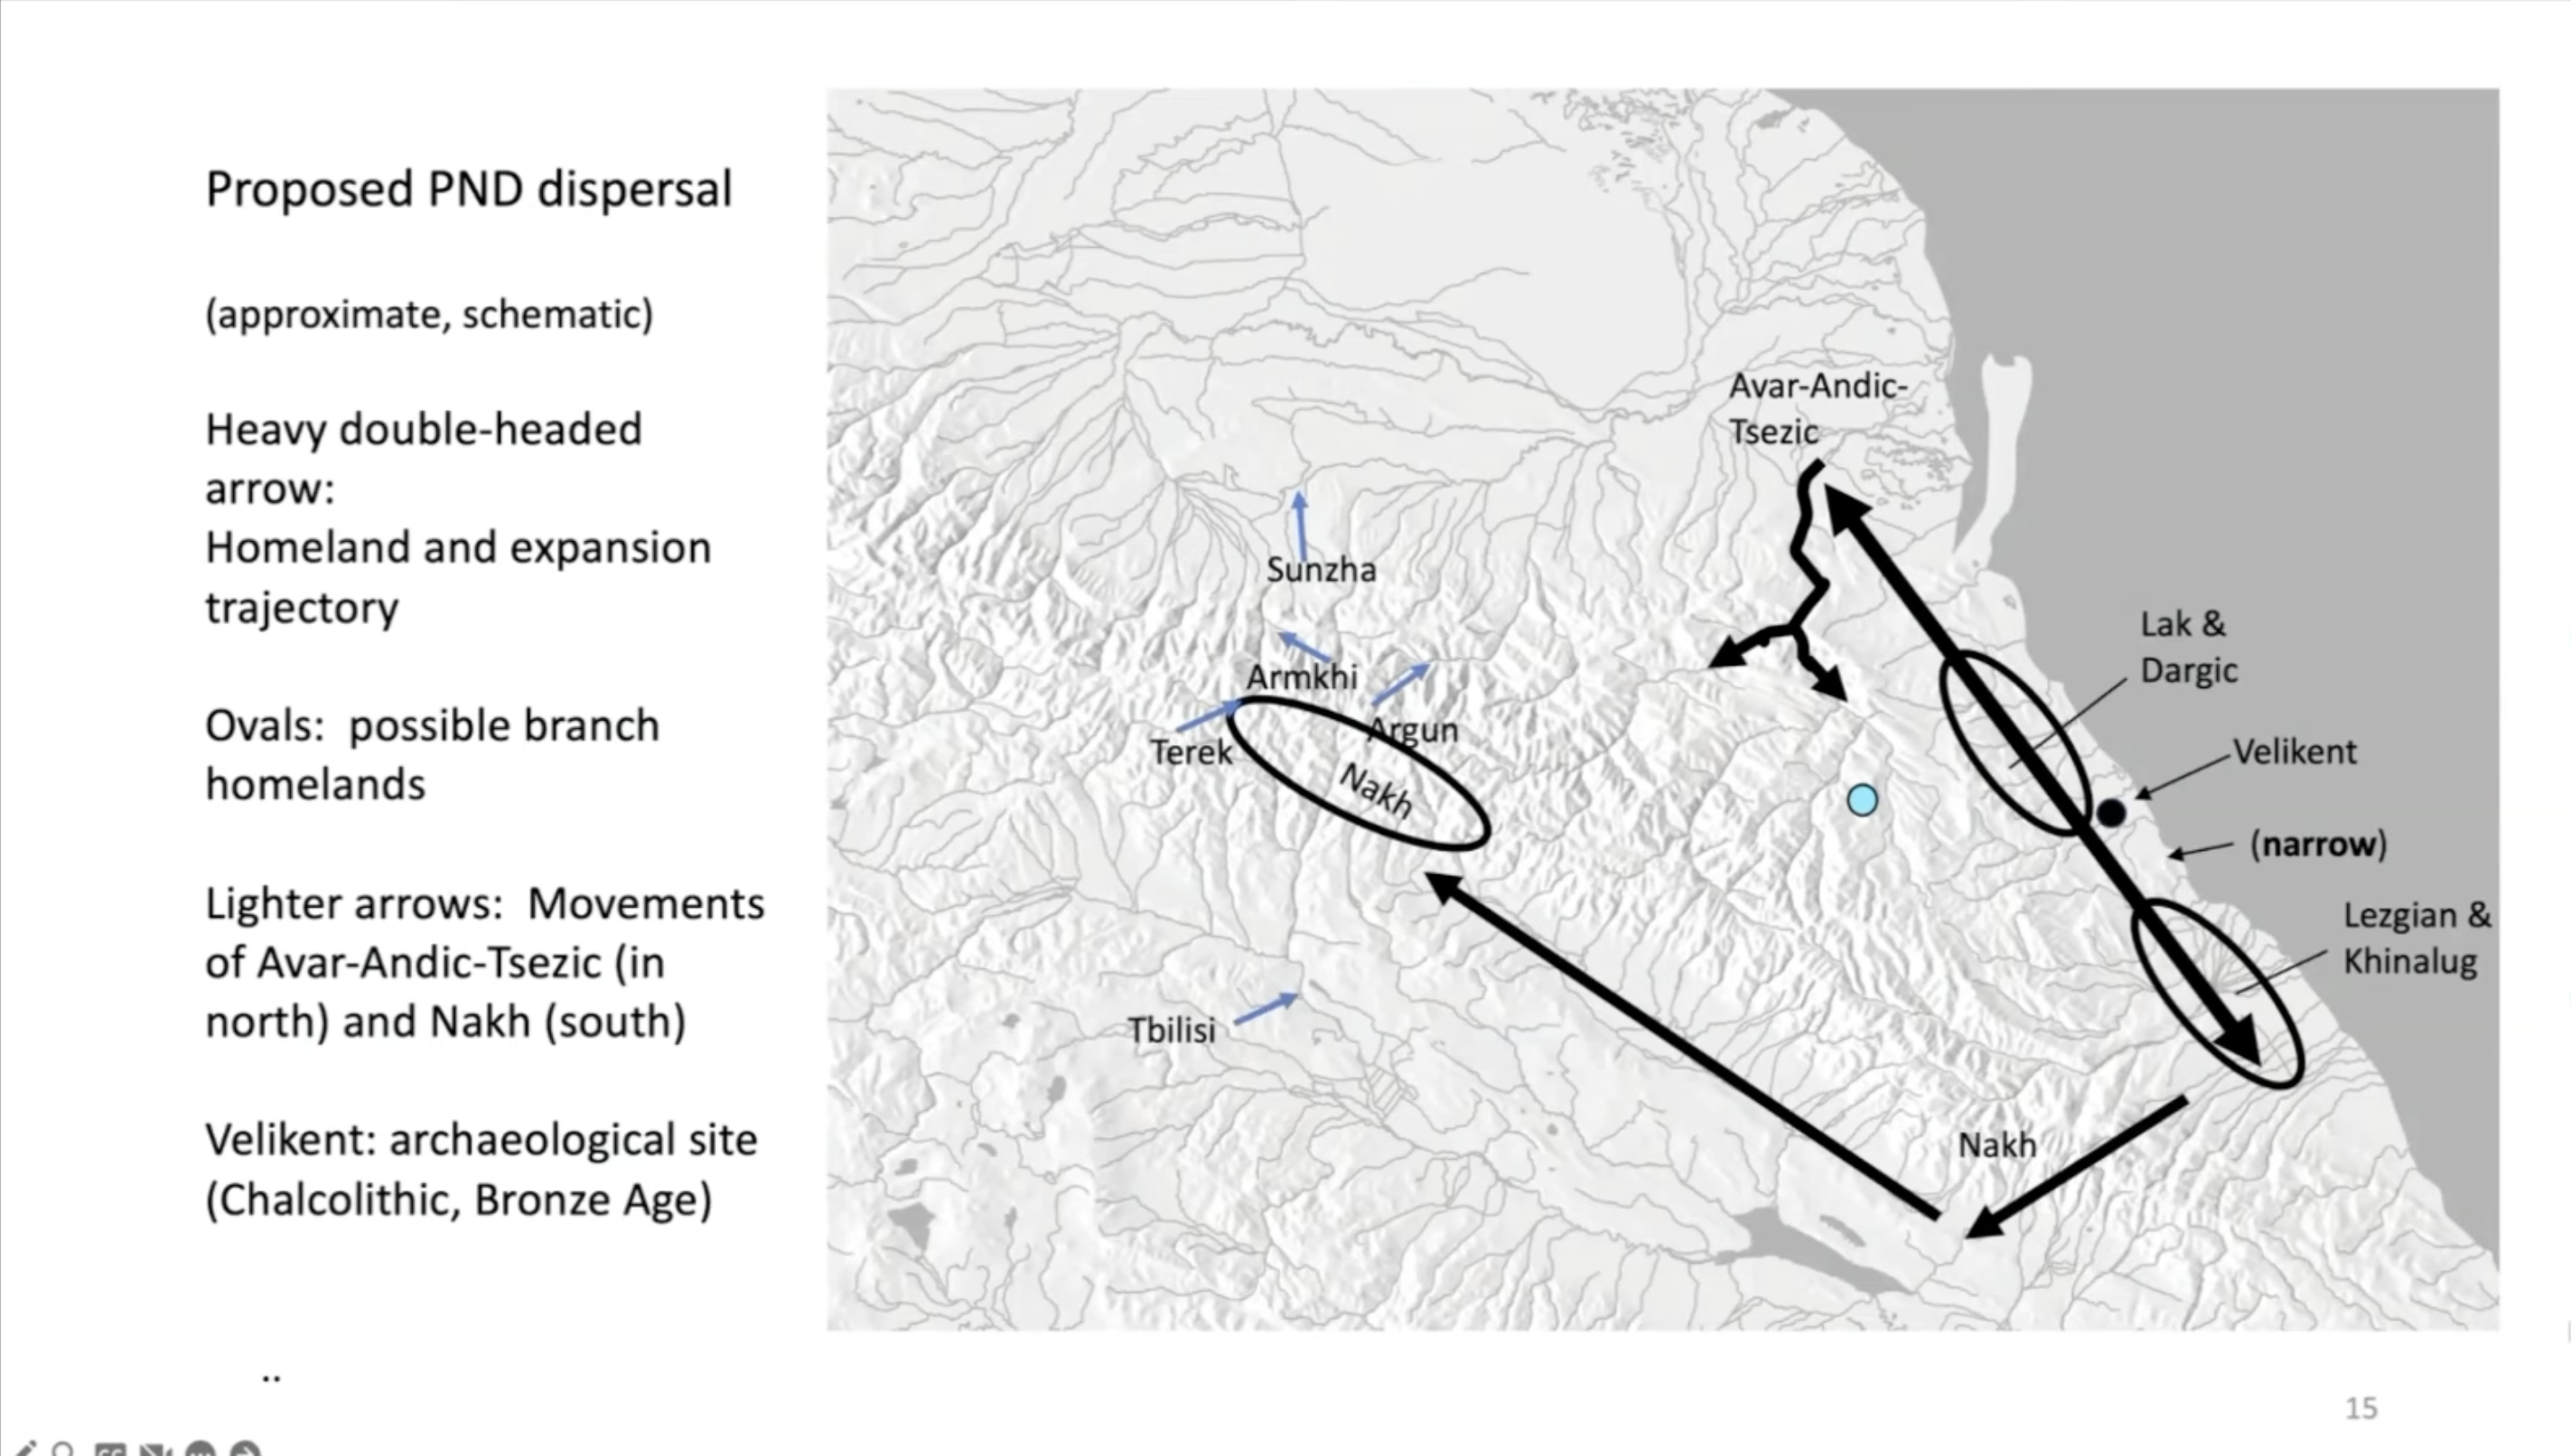 Proposed PND dispersal
(approximate, schematic)
Heavy double-headed
arrow:
Homeland and expansion
trajectory
Ovals:  possible branch
homelands
Lighter arrows:  Movements
of Avar-Andic-Tsezic (in
north) and Nakh (south)
Velikent: archaeological site
(Chalcolithic, Bronze Age)
..
Avar-Andic-
Tsezic
Sunzha
Armkhi
Argun
Terek
Nakh
Tbilisi
Lak &
Dargic
Velikent
(narrow)
Lezgian &
Khinalug
Nakh
15
CC